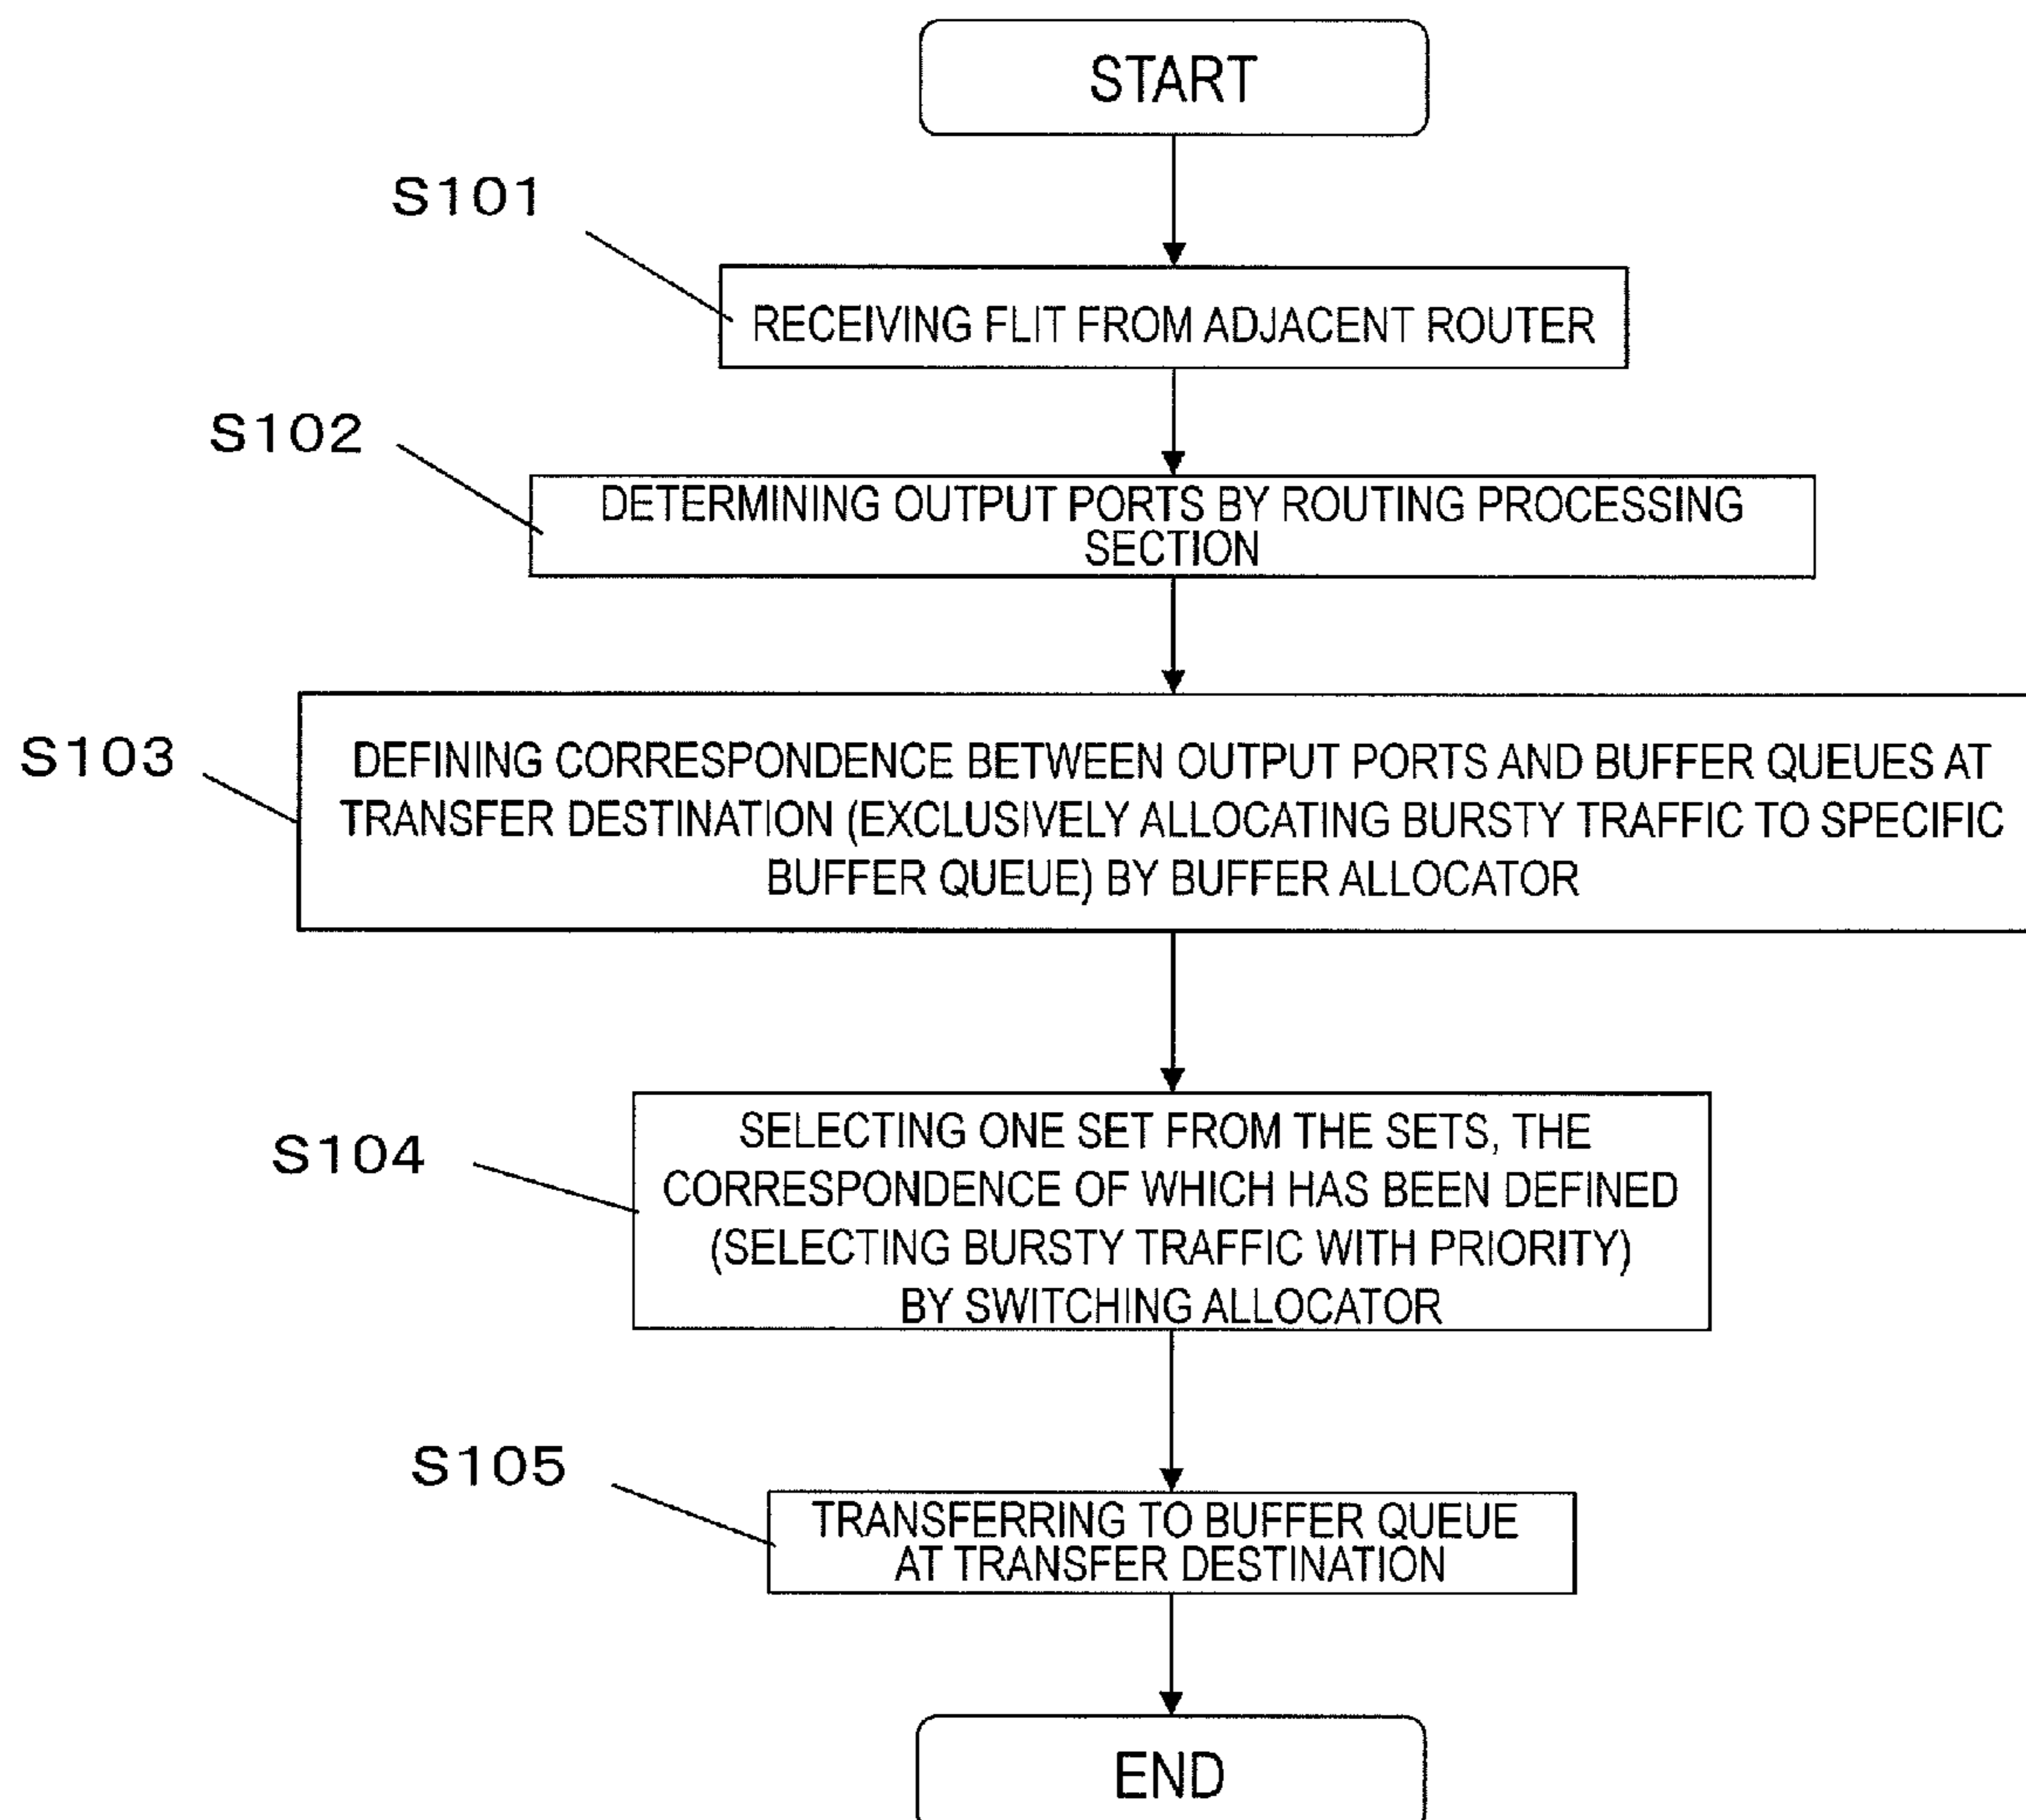 START
S101
RECEIVING FLIT FROM ADJACENT ROUTER
S102
DETERMINING OUTPUT PORTS BY ROUTING PROCESSING
SECTION
S103
DEFINING CORRESPONDENCE BETWEEN OUTPUT PORTS AND BUFFER QUEUES AT
TRANSFER DESTINATION (EXCLUSIVELY ALLOCATING BURSTY TRAFFIC TO SPECIFIC
BUFFER QUEUE) BY BUFFER ALLOCATOR
S104
SELECTING ONE SET FROM THE SETS, THE
CORRESPONDENCE OF WHICH HAS BEEN DEFINED
(SELECTING BURSTY TRAFFIC WITH PRIORITY)
BY SWITCHING ALLOCATOR
S105
TRANSFERRING TO BUFFER QUEUE
AT TRANSFER DESTINATION
END